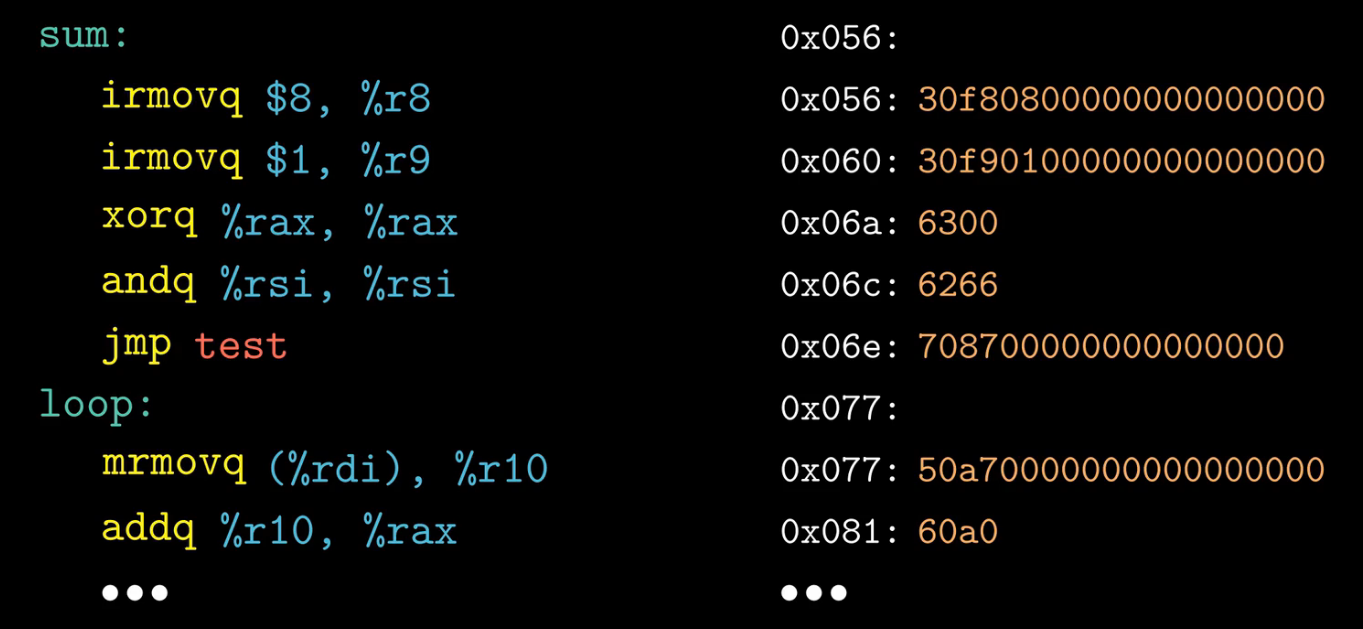 sum: 0x056:
irmovq $8, %r8 0x056: 30f80800000000000000
irmovq $1, %r9 0x060: 30f90100000000000000
xorq %rax, %rax 0x06a: 6300
andq %rsi, %rsi 0x06c: 6266
jmp test 0x06e: 708700000000000000
loop: 0x077:
mrmovq (%rdi), %r10 0x077: 50a70000000000000000
addq %r10, %rax 0x081: 60a0
••• •••